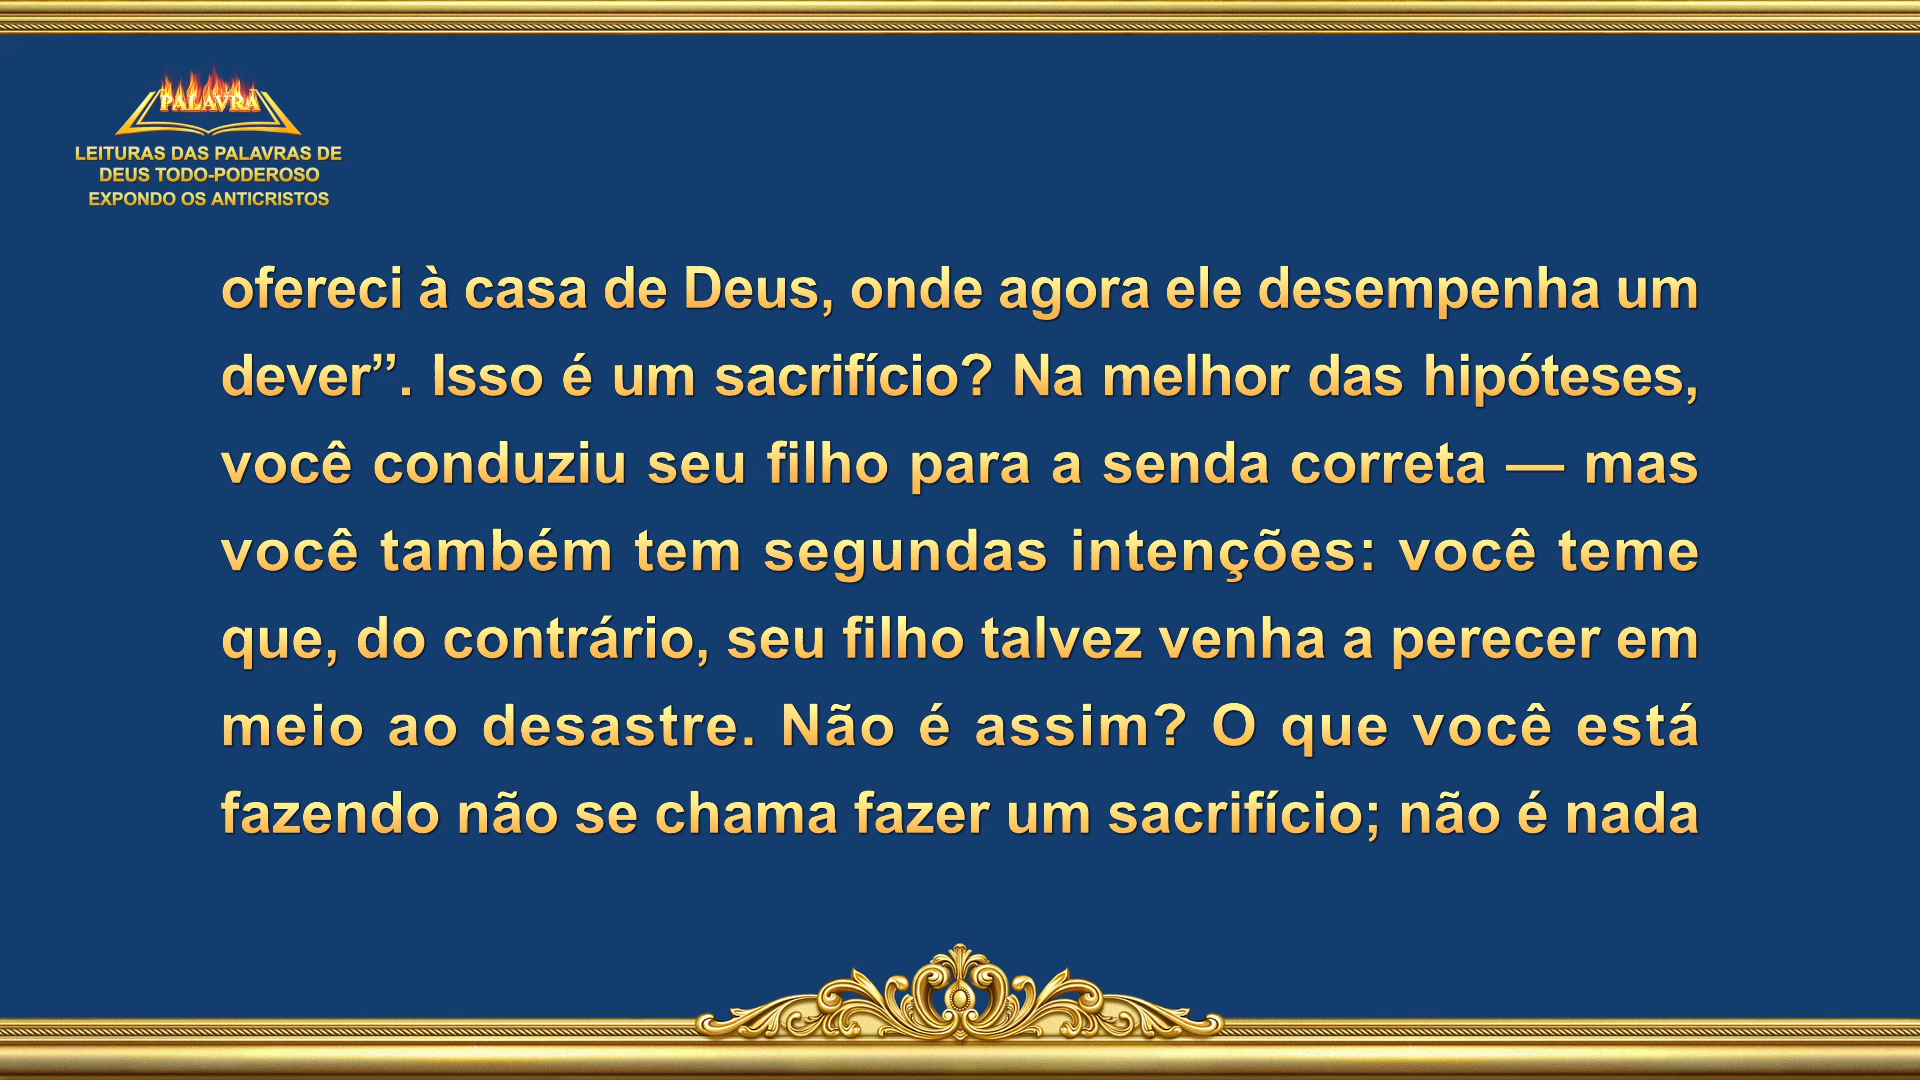 PALAVRA
LEITURAS DAS PALAVRAS DE
DEUS TODO-PODEROSO
EXPONDO OS ANTICRISTOS
ofereci à casa de Deus, onde agora ele desempenha um
dever”. Isso é um sacrifício? Na melhor das hipóteses,
você conduziu seu filho para a senda correta — mas
você também tem segundas intenções: você teme
que, do contrário, seu filho talvez venha a perecer em
meio ao desastre. Não é assim? O que você está
fazendo não se chama fazer um sacrifício; não é nada